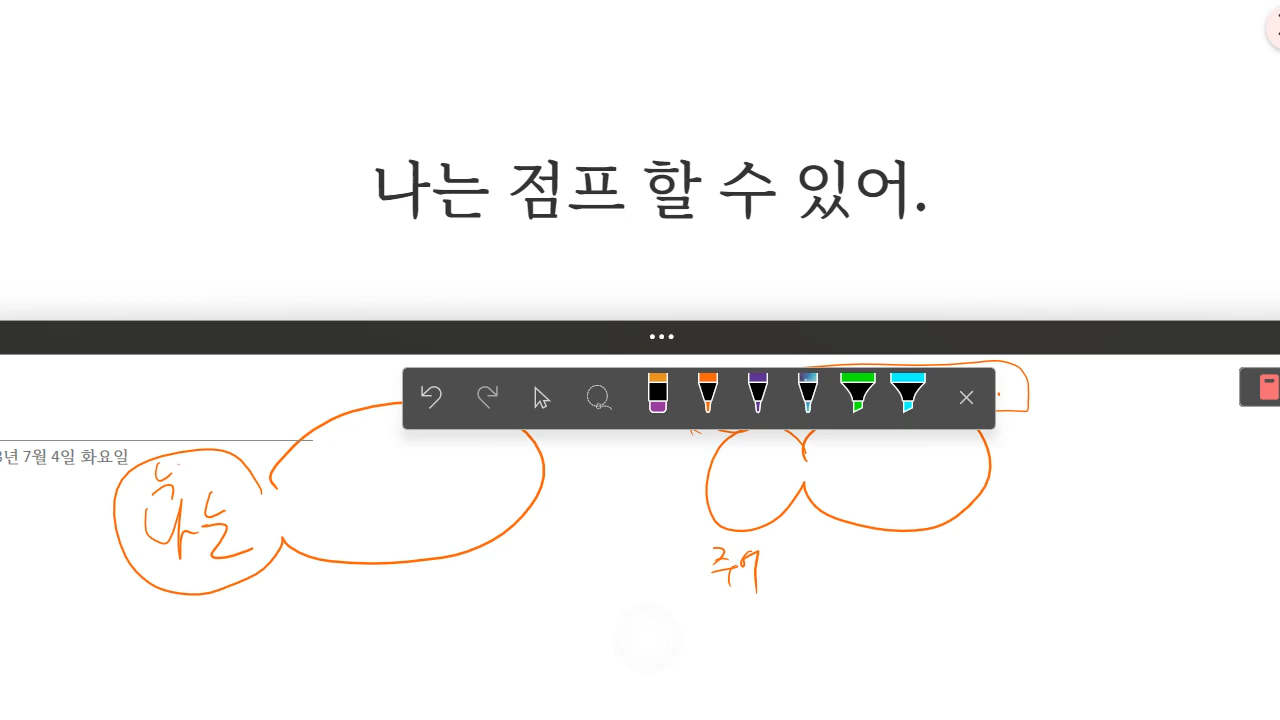 나는 점프 할 수 있어.
3년 7월 4일 화요일
나는
주어